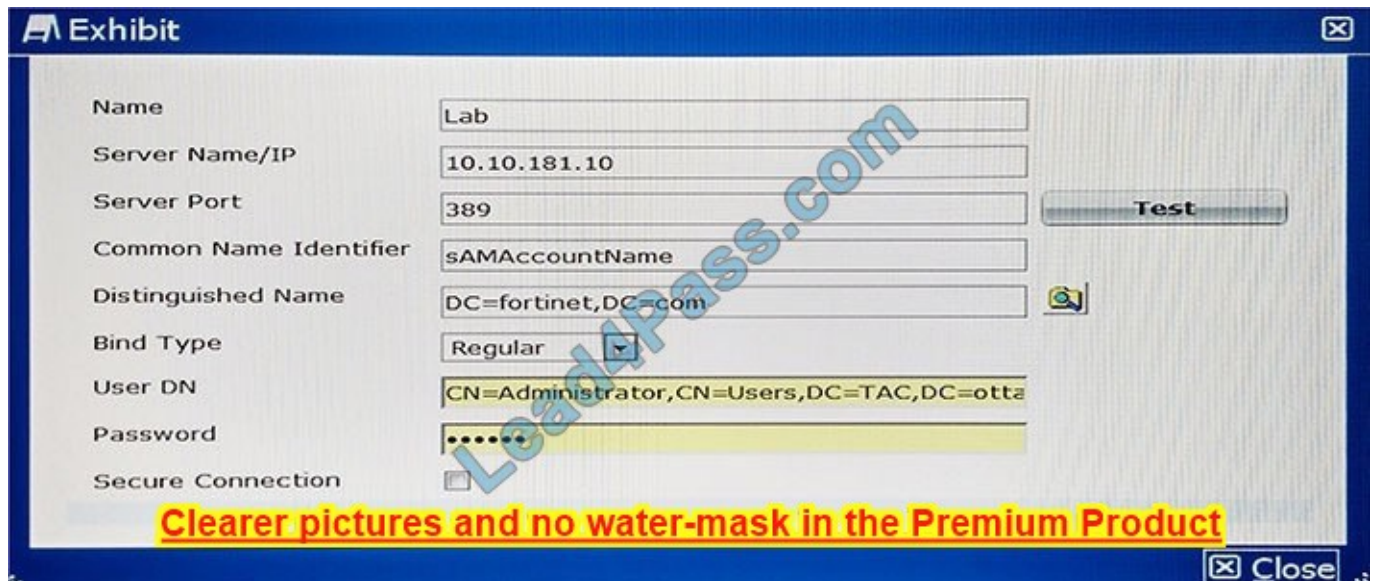 Exhibit
Name
Lab
Server Name/IP
10.10.181.10
Server Port
389
Test
Common Name Identifier
sAMAccountName
Distinguished Name
DC=fortinet,DC=com
Bind Type
Regular
User DN
CN=Administrator,CN=Users,DC=TAC,DC=otta
Password
••••••
Secure Connection
Lead4Pass.com
Clearer pictures and no water-mask in the Premium Product
Close